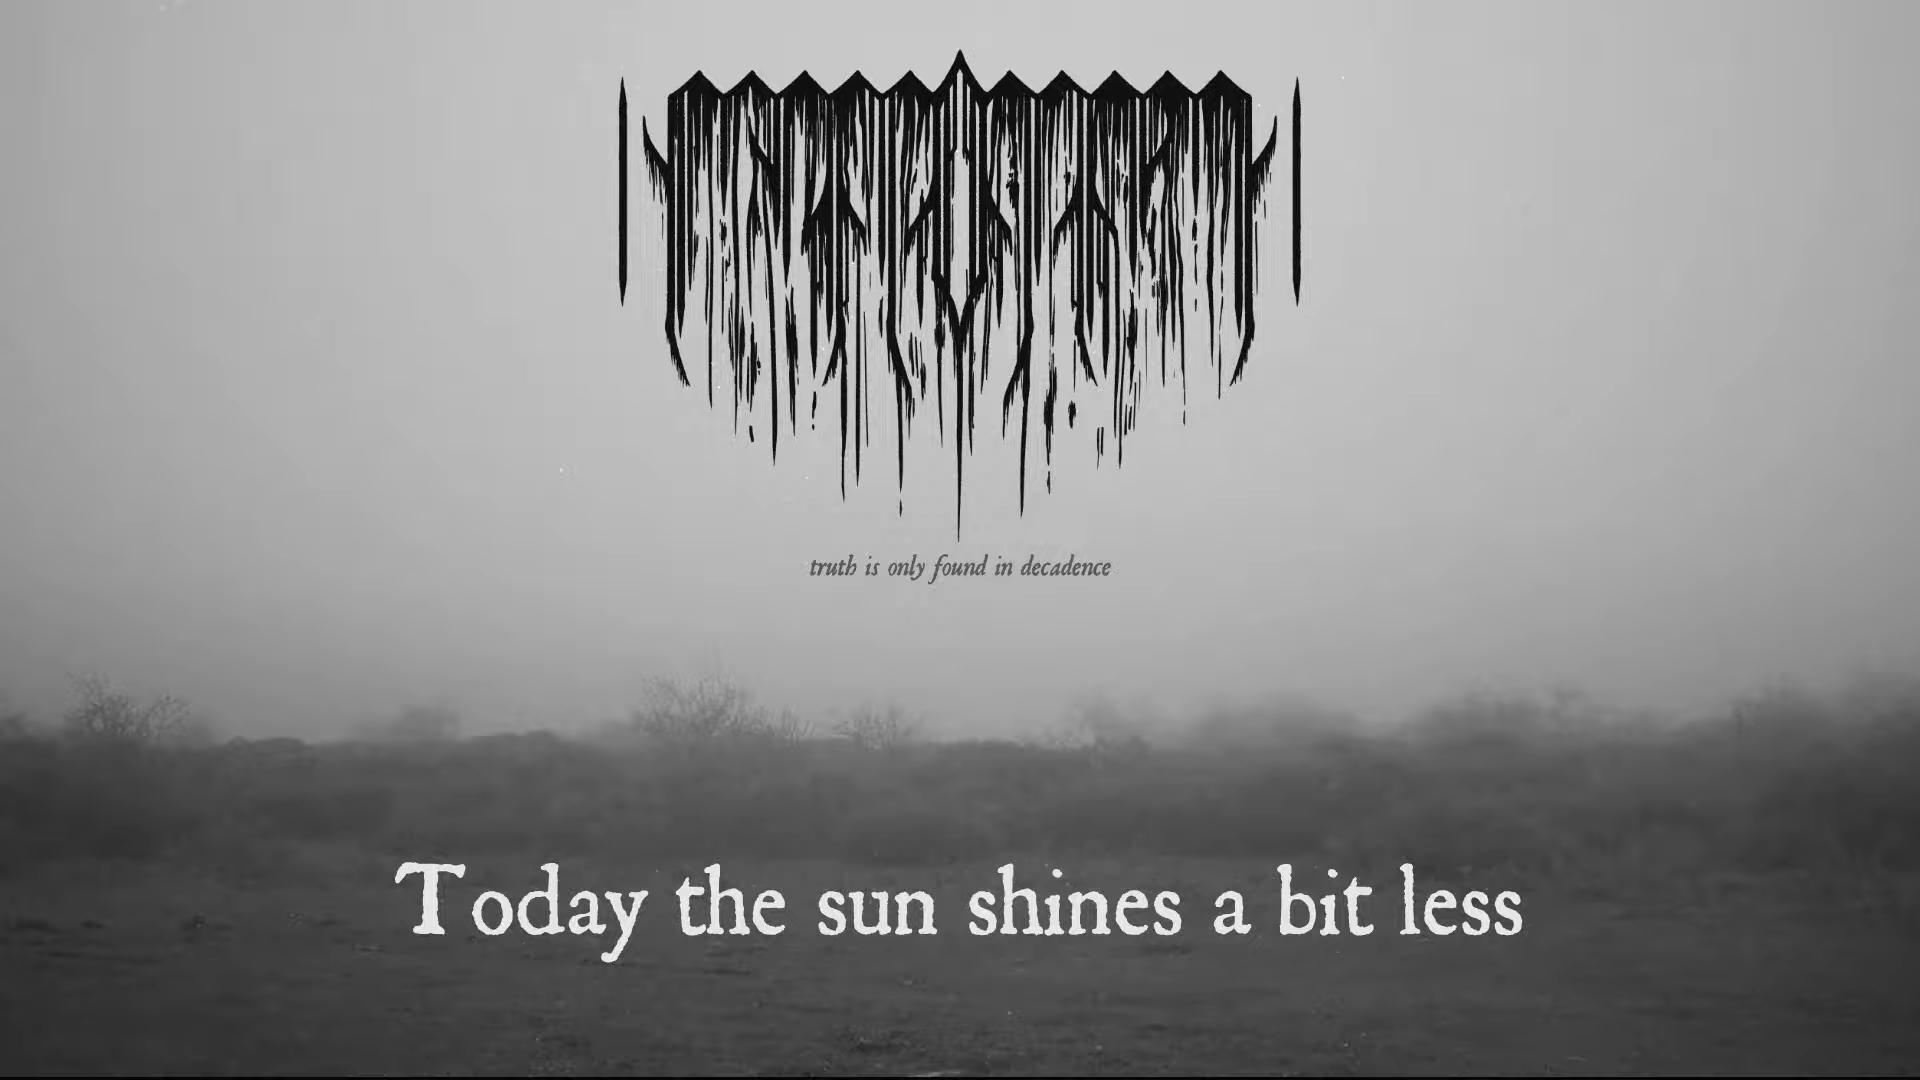 truth is only found in decadence
Today the sun shines a bit less